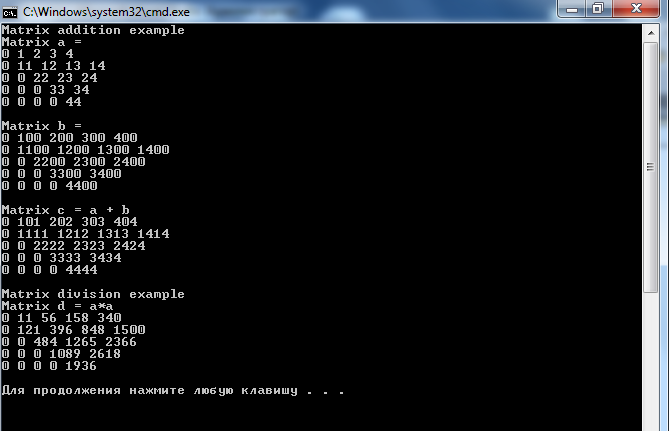 C:\Windows\system32\cmd.exe
Matrix addition example
Matrix a =
0 1 2 3 4
0 11 12 13 14
0 0 22 23 24
0 0 0 33 34
0 0 0 0 44
Matrix b =
0 100 200 300 400
0 1100 1200 1300 1400
0 0 2200 2300 2400
0 0 0 3300 3400
0 0 0 0 4400
Matrix c = a + b
0 101 202 303 404
0 1111 1212 1313 1414
0 0 2222 2323 2424
0 0 0 3333 3434
0 0 0 0 4444
Matrix division example
Matrix d = a*a
0 11 56 158 340
0 121 396 848 1500
0 0 484 1265 2366
0 0 0 1089 2618
0 0 0 0 1936
Для продолжения нажмите любую клавишу . . .